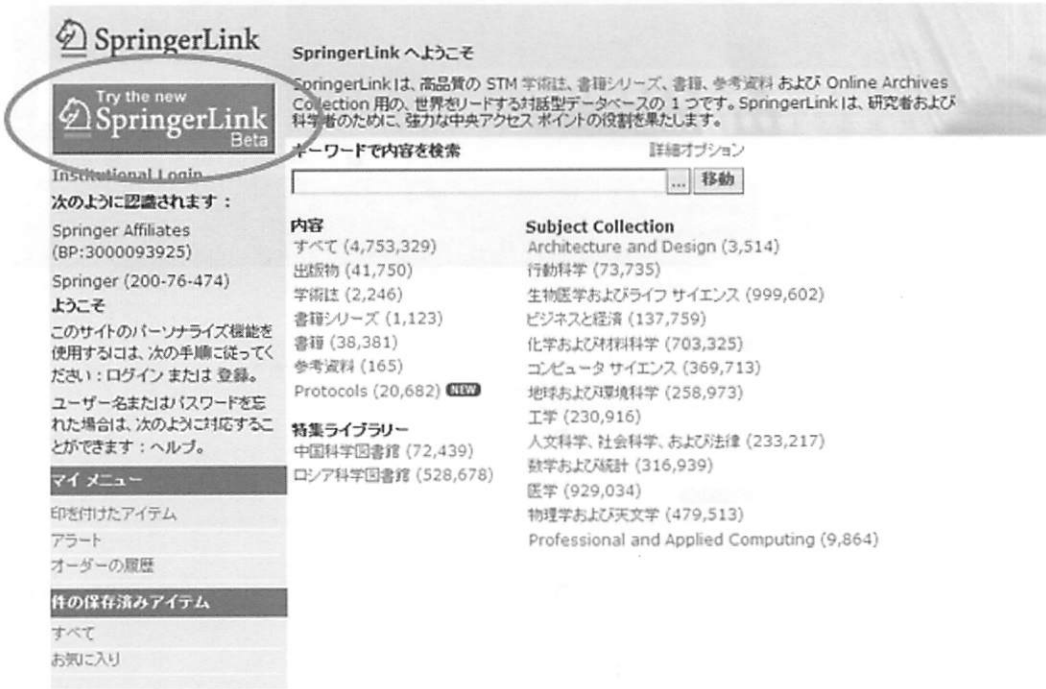 SpringerLink
Try the new
SpringerLink
Beta
Institutional Login
次のように認識されます：
Springer Affiliates
(BP:3000093925)
Springer (200-76-474)
ようこそ
このサイトのパーソナライズ機能を
使用するには、次の手順に従ってく
ださい：ログイン または 登録。
ユーザー名またはパスワードを忘
れた場合は、次のように対応するこ
とができます：ヘルプ。
マイ メニュー
印を付けたアイテム
アラート
オーダーの履歴
件の保存済みアイテム
すべて
お気に入り
SpringerLink へようこそ
SpringerLink は、高品質の STM 学術誌、書籍シリーズ、書籍、参考資料 および Online Archives
Collection 用の、世界をリードする対話型データベースの 1 つです。SpringerLink は、研究者および
科学者のために、強力な中央アクセス ポイントの役割を果たします。
キーワードで内容を検索
詳細オプション
... 移動
内容
すべて (4,753,329)
出版物 (41,750)
学術誌 (2,246)
書籍シリーズ (1,123)
書籍 (38,381)
参考資料 (165)
Protocols (20,682) NEW
特集ライブラリー
中国科学図書館 (72,439)
ロシア科学図書館 (528,678)
Subject Collection
Architecture and Design (3,514)
行動科学 (73,735)
生物医学およびライフ サイエンス (999,602)
ビジネスと経済 (137,759)
化学および材料科学 (703,325)
コンピュータ サイエンス (369,713)
地球および環境科学 (258,973)
工学 (230,916)
人文科学、社会科学、および法律 (233,217)
数学および統計 (316,939)
医学 (929,034)
物理学および天文学 (479,513)
Professional and Applied Computing (9,864)